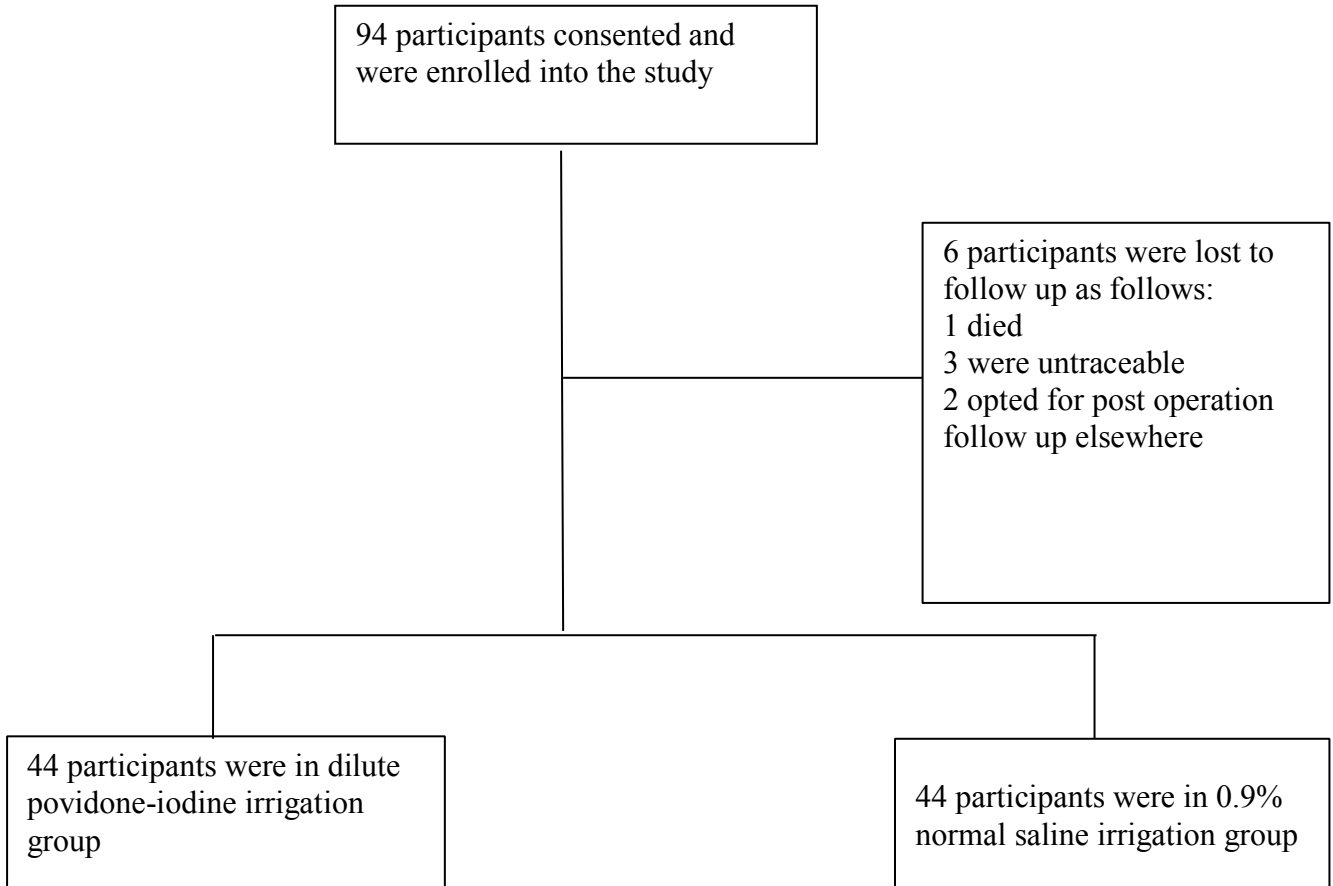 94 participants consented and
were enrolled into the study
6 participants were lost to
follow up as follows:
1 died
3 were untraceable
2 opted for post operation
follow up elsewhere
44 participants were in dilute
povidone-iodine irrigation
group
44 participants were in 0.9%
normal saline irrigation group